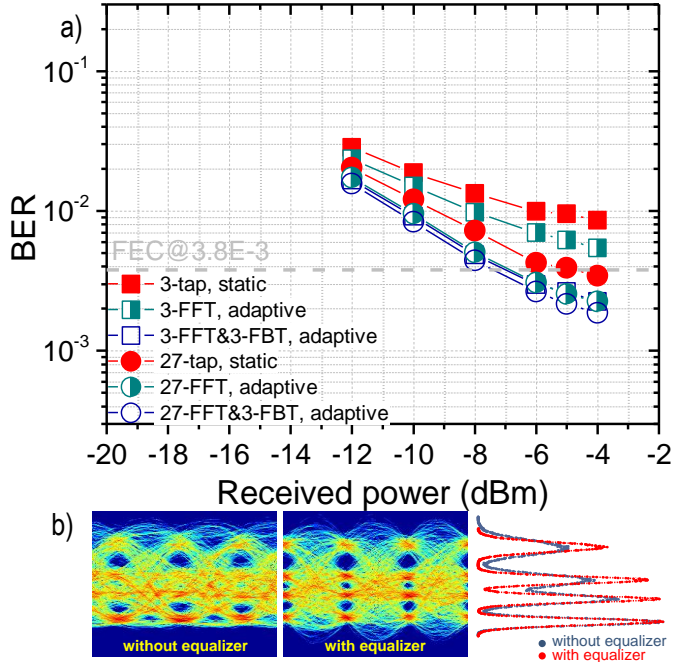 a)
10⁻¹
10⁻²
10⁻³
BER
FEC@3.8E-3
3-tap, static
3-FFT, adaptive
3-FFT&3-FBT, adaptive
27-tap, static
27-FFT, adaptive
27-FFT&3-FBT, adaptive
-20 -18 -16 -14 -12 -10 -8 -6 -4 -2
Received power (dBm)
b)
without equalizer
with equalizer
without equalizer
with equalizer